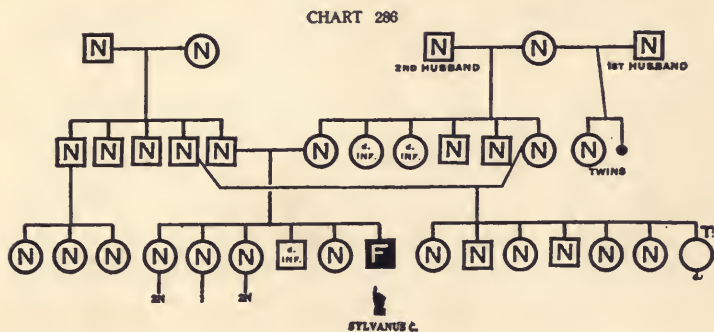 CHART 286
N N N N N
2ND HUSBAND 1ST HUSBAND
N N N N N N d. INF. d. INF. N N N N
TWINS
N N N N N N d. INF. N F N N N N N N
2N 1 2N
SYLVANUS C.